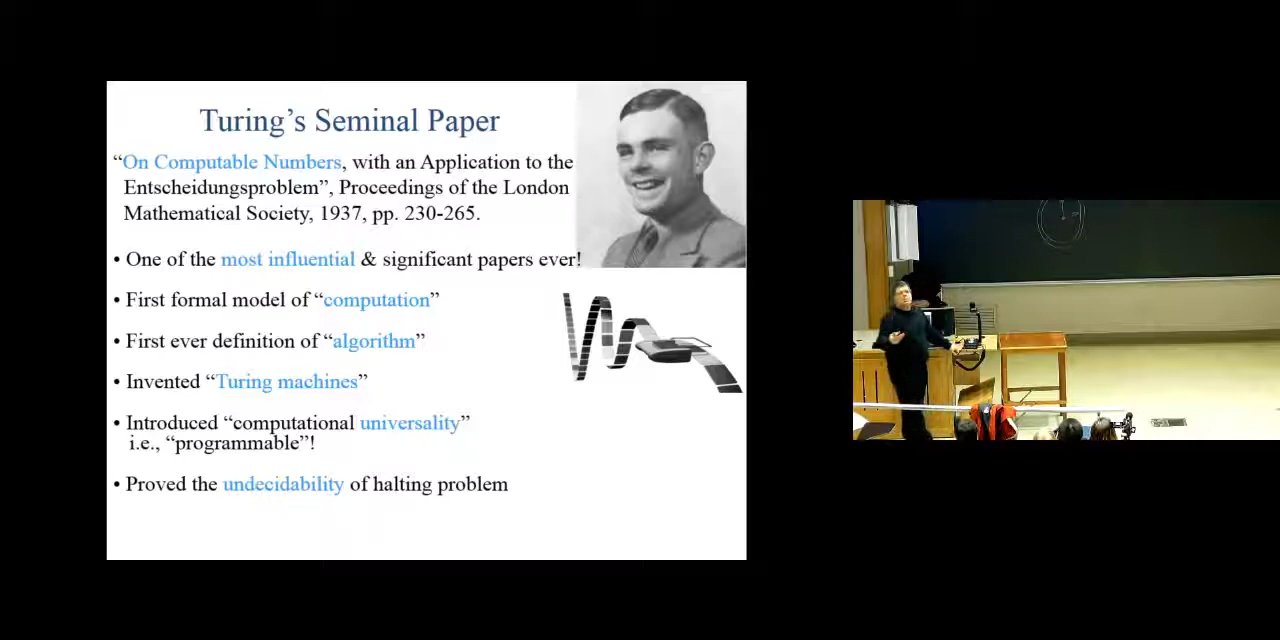 Turing’s Seminal Paper
“On Computable Numbers, with an Application to the
Entscheidungsproblem”, Proceedings of the London
Mathematical Society, 1937, pp. 230-265.
• One of the most influential & significant papers ever!
• First formal model of “computation”
• First ever definition of “algorithm”
• Invented “Turing machines”
• Introduced “computational universality”
i.e., “programmable”!
• Proved the undecidability of halting problem